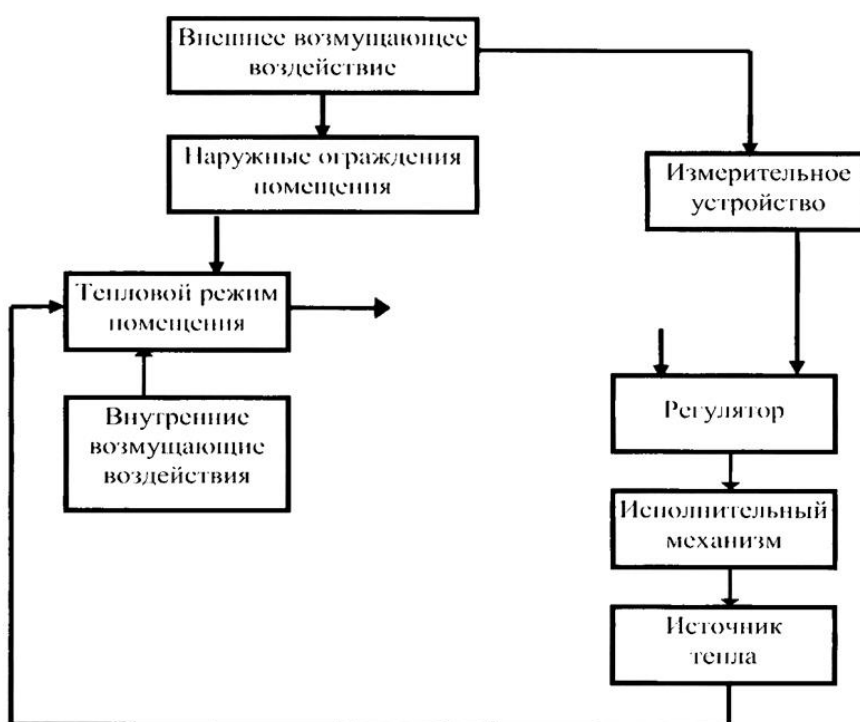 Внешнее возмущающее
воздействие
Наружные ограждения
помещения
Измерительное
устройство
Тепловой режим
помещения
Внутренние
возмущающие
воздействия
Регулятор
Исполнительный
механизм
Источник
тепла